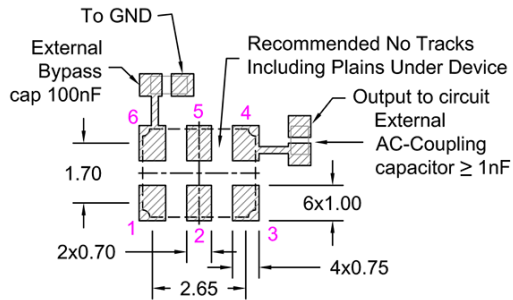 To GND
External
Bypass
cap 100nF
Recommended No Tracks
Including Plains Under Device
Output to circuit
External
AC-Coupling
capacitor ≥ 1nF
6
5
4
1.70
6x1.00
1
2
3
2x0.70
4x0.75
2.65